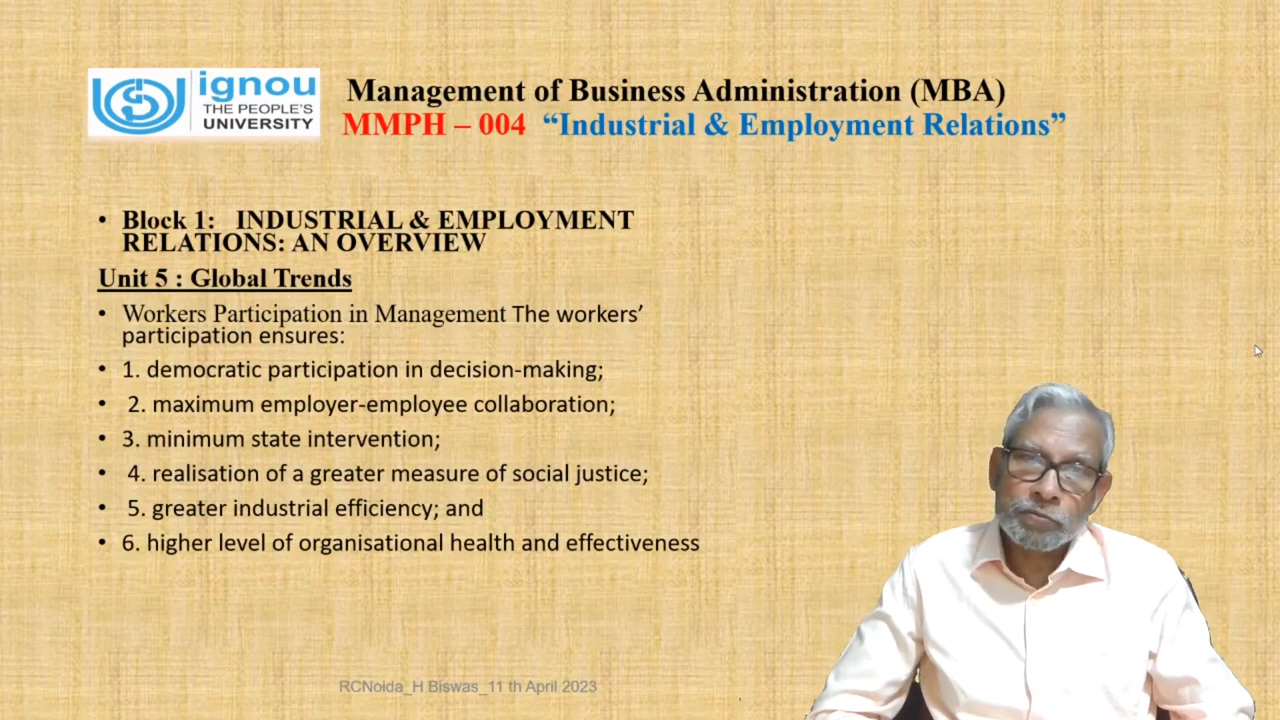 ignou
THE PEOPLE'S
UNIVERSITY
Management of Business Administration (MBA)
MMPH – 004 “Industrial & Employment Relations”
• Block 1: INDUSTRIAL & EMPLOYMENT
RELATIONS: AN OVERVIEW
Unit 5 : Global Trends
• Workers Participation in Management The workers’
participation ensures:
• 1. democratic participation in decision-making;
• 2. maximum employer-employee collaboration;
• 3. minimum state intervention;
• 4. realisation of a greater measure of social justice;
• 5. greater industrial efficiency; and
• 6. higher level of organisational health and effectiveness
RCNoida_H Biswas_11 th April 2023